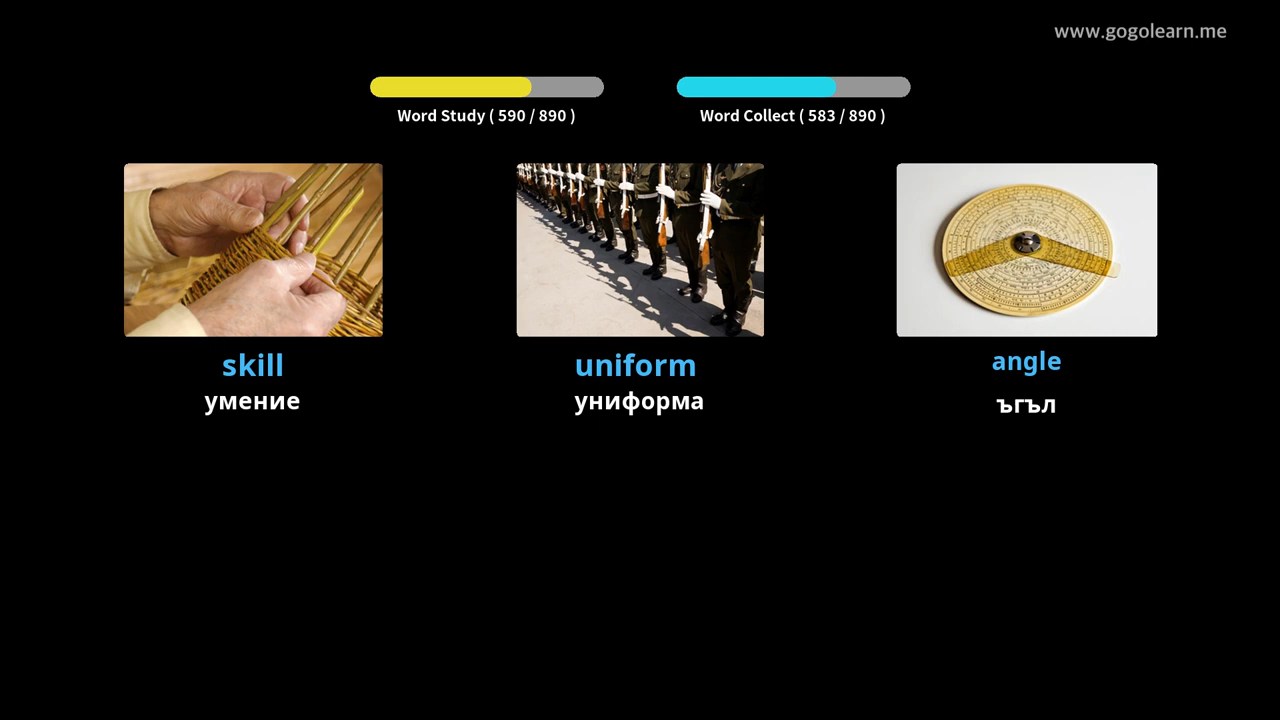 www.gogolearn.me
Word Study ( 590 / 890 )
Word Collect ( 583 / 890 )
skill
умение
uniform
униформа
angle
ъгъл